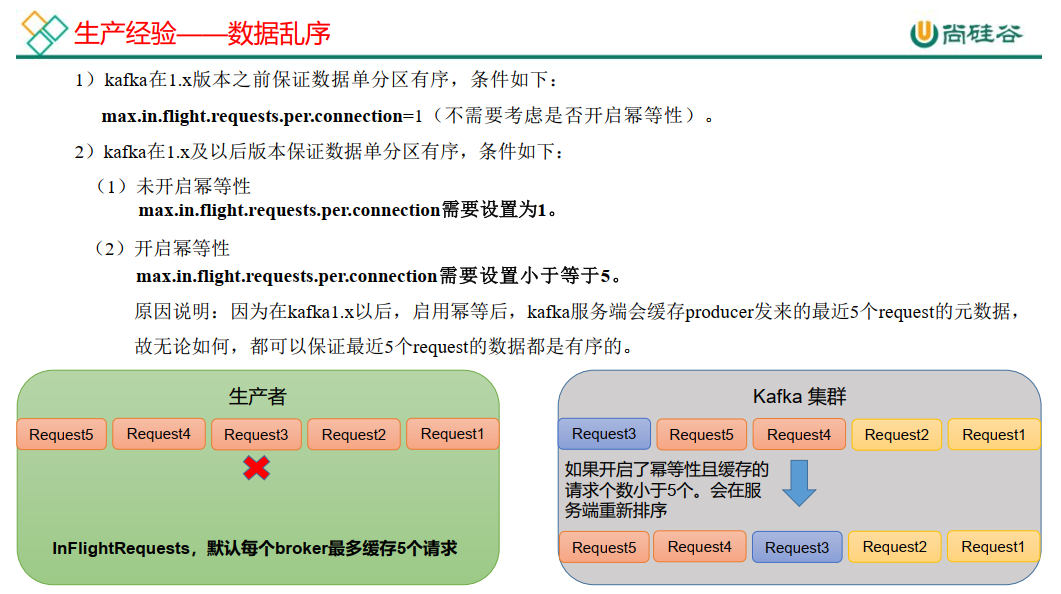 生产经验——数据乱序
尚硅谷
1）kafka在1.x版本之前保证数据单分区有序，条件如下：
max.in.flight.requests.per.connection=1（不需要考虑是否开启幂等性）。
2）kafka在1.x及以后版本保证数据单分区有序，条件如下：
（1）未开启幂等性
max.in.flight.requests.per.connection需要设置为1。
（2）开启幂等性
max.in.flight.requests.per.connection需要设置小于等于5。
原因说明：因为在kafka1.x以后，启用幂等后，kafka服务端会缓存producer发来的最近5个request的元数据，
故无论如何，都可以保证最近5个request的数据都是有序的。
生产者
Request5 Request4 Request3 Request2 Request1
InFlightRequests，默认每个broker最多缓存5个请求
Kafka 集群
Request3 Request5 Request4 Request2 Request1
如果开启了幂等性且缓存的
请求个数小于5个。会在服
务端重新排序
Request5 Request4 Request3 Request2 Request1